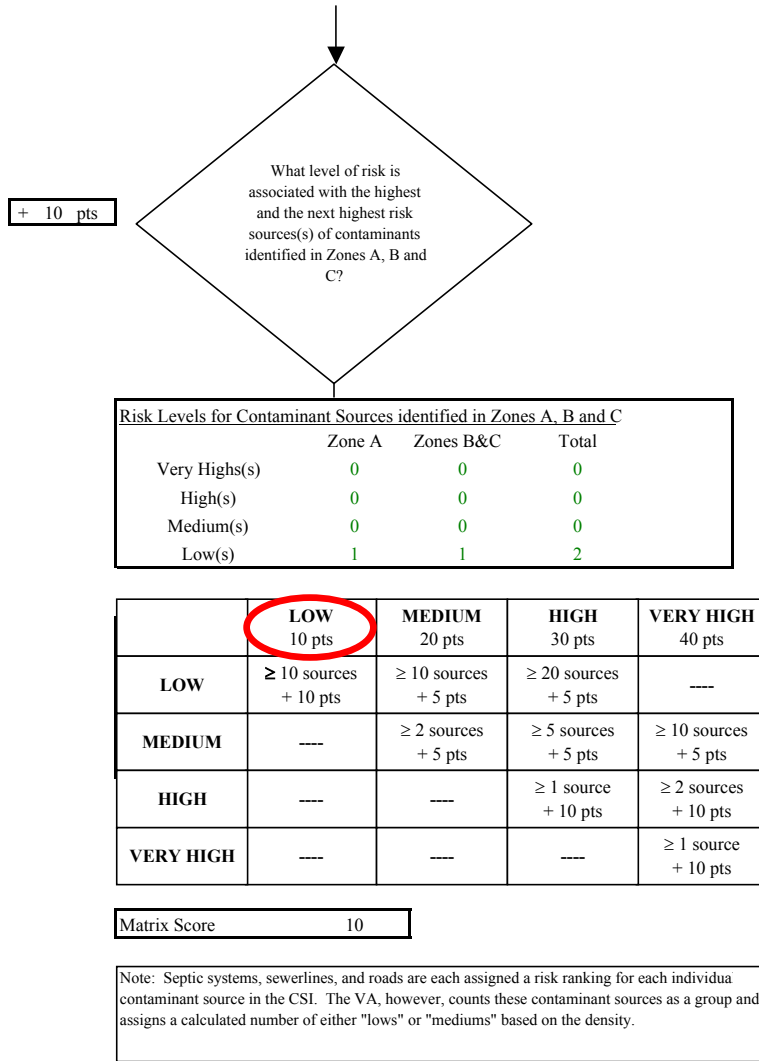 What level of risk is
associated with the highest
and the next highest risk
sources(s) of contaminants
identified in Zones A, B and
C?
+ 10 pts
Risk Levels for Contaminant Sources identified in Zones A, B and C
Zone A Zones B&C Total
Very Highs(s) 0 0 0
High(s) 0 0 0
Medium(s) 0 0 0
Low(s) 1 1 2
LOW MEDIUM HIGH VERY HIGH
10 pts 20 pts 30 pts 40 pts
LOW ≥ 10 sources ≥ 10 sources ≥ 20 sources ----
+ 10 pts + 5 pts + 5 pts
MEDIUM ---- ≥ 2 sources ≥ 5 sources ≥ 10 sources
+ 5 pts + 5 pts + 5 pts
HIGH ---- ---- ≥ 1 source ≥ 2 sources
+ 10 pts + 10 pts
VERY HIGH ---- ---- ---- ≥ 1 source
+ 10 pts
Matrix Score 10
Note: Septic systems, sewerlines, and roads are each assigned a risk ranking for each individua
contaminant source in the CSI. The VA, however, counts these contaminant sources as a group and
assigns a calculated number of either "lows" or "mediums" based on the density.